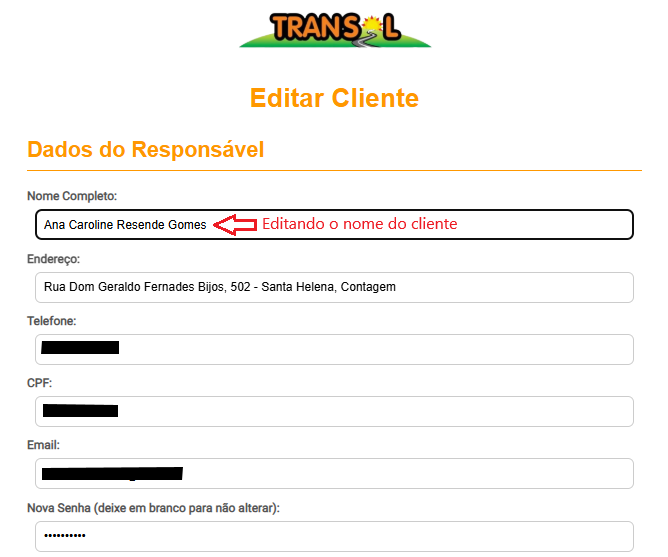 TRANSOL
Editar Cliente
Dados do Responsável
Nome Completo:
Ana Caroline Resende Gomes Editando o nome do cliente
Endereço:
Rua Dom Geraldo Fernades Bijos, 502 - Santa Helena, Contagem
Telefone:
CPF:
Email:
Nova Senha (deixe em branco para não alterar):
••••••••••